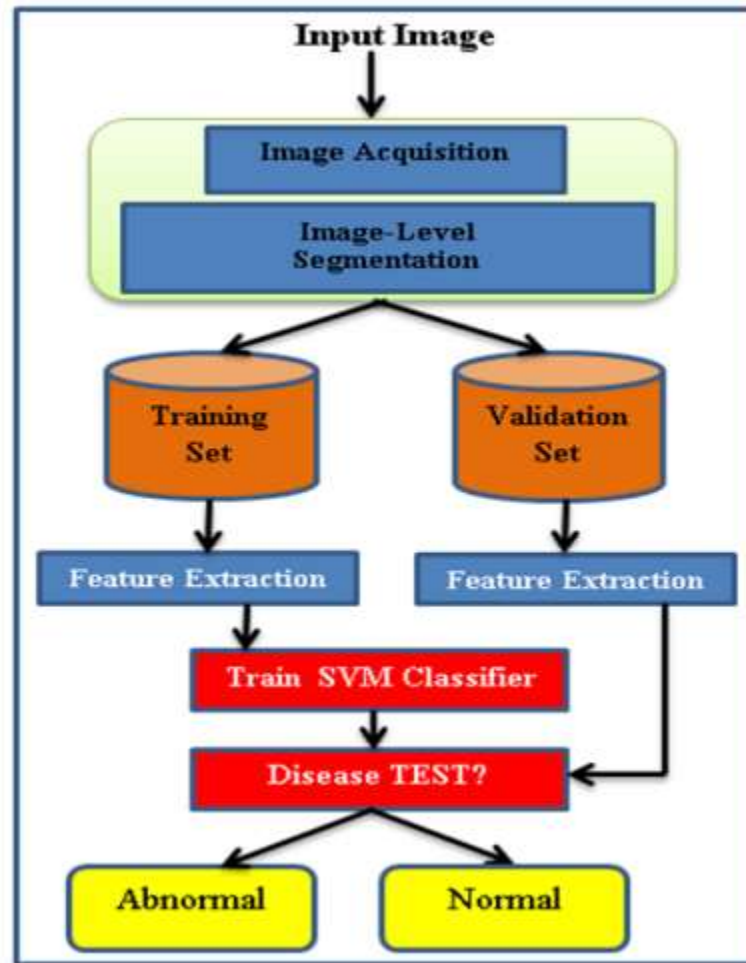 Input Image
Image Acquisition
Image-Level
Segmentation
Training
Set
Validation
Set
Feature Extraction
Feature Extraction
Train SVM Classifier
Disease TEST?
Abnormal
Normal